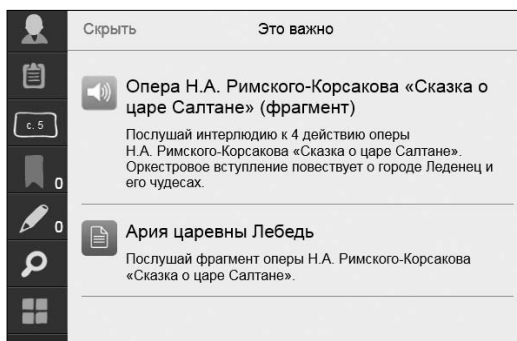 Скрыть
Это важно
с. 5
0
0
Опера Н.А. Римского-Корсакова «Сказка о
царе Салтане» (фрагмент)
Послушай интерлюдию к 4 действию оперы
Н.А. Римского-Корсакова «Сказка о царе Салтане».
Оркестровое вступление повествует о городе Леденец и
его чудесах.
Ария царевны Лебедь
Послушай фрагмент оперы Н.А. Римского-Корсакова
«Сказка о царе Салтане».